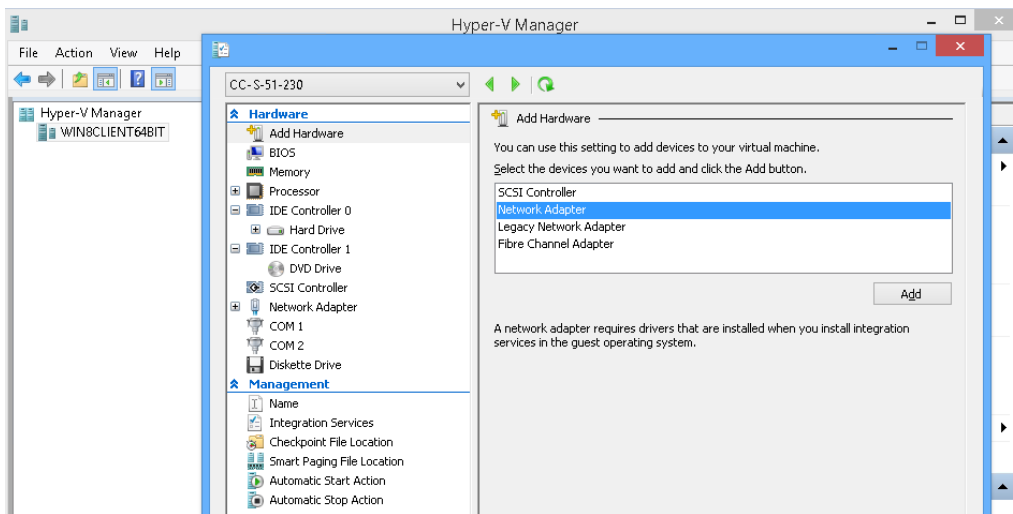 Hyper-V Manager
File Action View Help
Hyper-V Manager
WIN8CLIENT64BIT
CC-S-51-230
Hardware
Add Hardware
BIOS
Memory
Processor
IDE Controller 0
Hard Drive
IDE Controller 1
DVD Drive
SCSI Controller
Network Adapter
COM 1
COM 2
Diskette Drive
Management
Name
Integration Services
Checkpoint File Location
Smart Paging File Location
Automatic Start Action
Automatic Stop Action
Add Hardware
You can use this setting to add devices to your virtual machine.
Select the devices you want to add and click the Add button.
SCSI Controller
Network Adapter
Legacy Network Adapter
Fibre Channel Adapter
Add
A network adapter requires drivers that are installed when you install integration
services in the guest operating system.